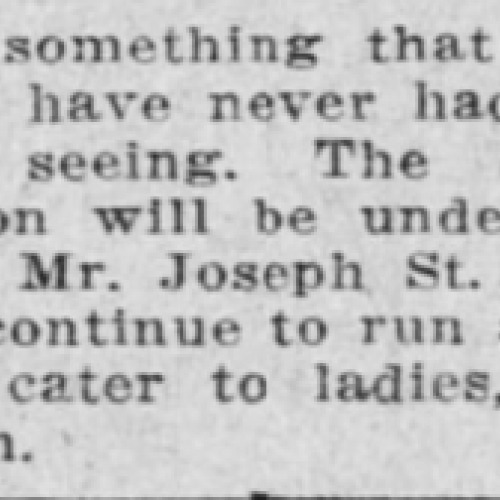 something that
have never had
seeing. The
on will be unde
Mr. Joseph St.
continue to run
cater to ladies,
n.